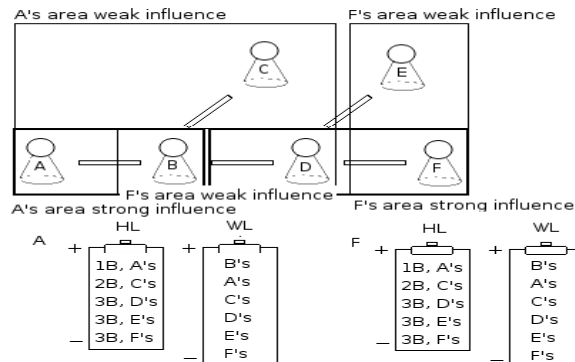 A's area weak influence
F's area weak influence
C
E
A
B
D
F
F's area weak influence
A's area strong influence
F's area strong influence
A
HL
+
1B, A's
2B, C's
3B, D's
3B, E's
3B, F's
−
WL
+
B's
A's
C's
D's
E's
F's
−
F
HL
+
1B, A's
2B, C's
3B, D's
3B, E's
3B, F's
−
WL
+
B's
A's
C's
D's
E's
F's
−